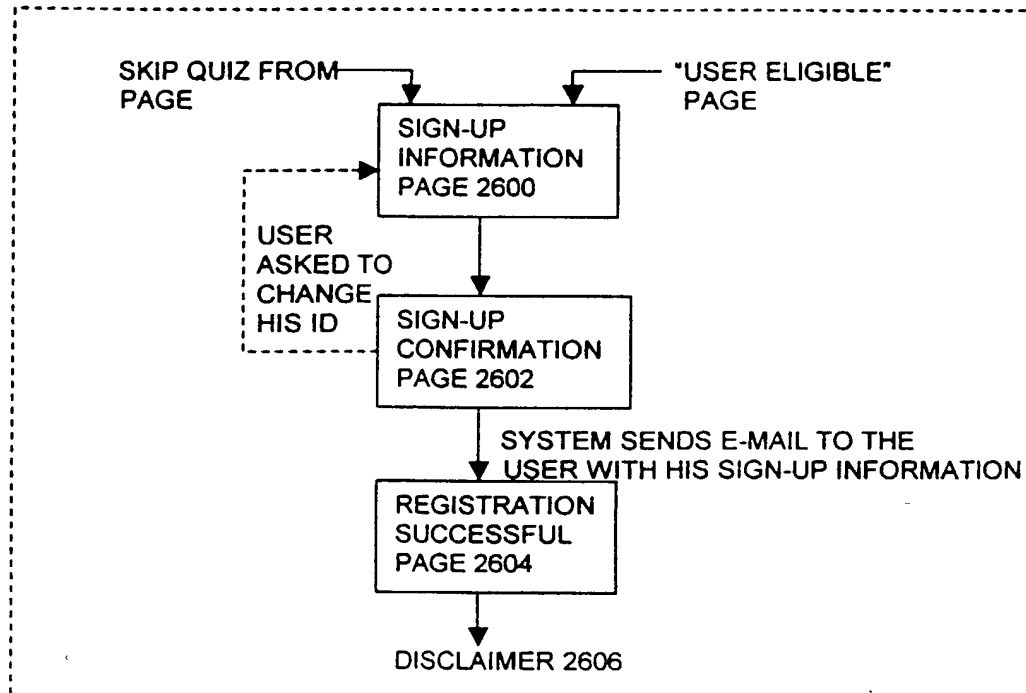 SKIP QUIZ FROM
PAGE
"USER ELIGIBLE"
PAGE
SIGN-UP
INFORMATION
PAGE 2600
USER
ASKED TO
CHANGE
HIS ID
SIGN-UP
CONFIRMATION
PAGE 2602
SYSTEM SENDS E-MAIL TO THE
USER WITH HIS SIGN-UP INFORMATION
REGISTRATION
SUCCESSFUL
PAGE 2604
DISCLAIMER 2606